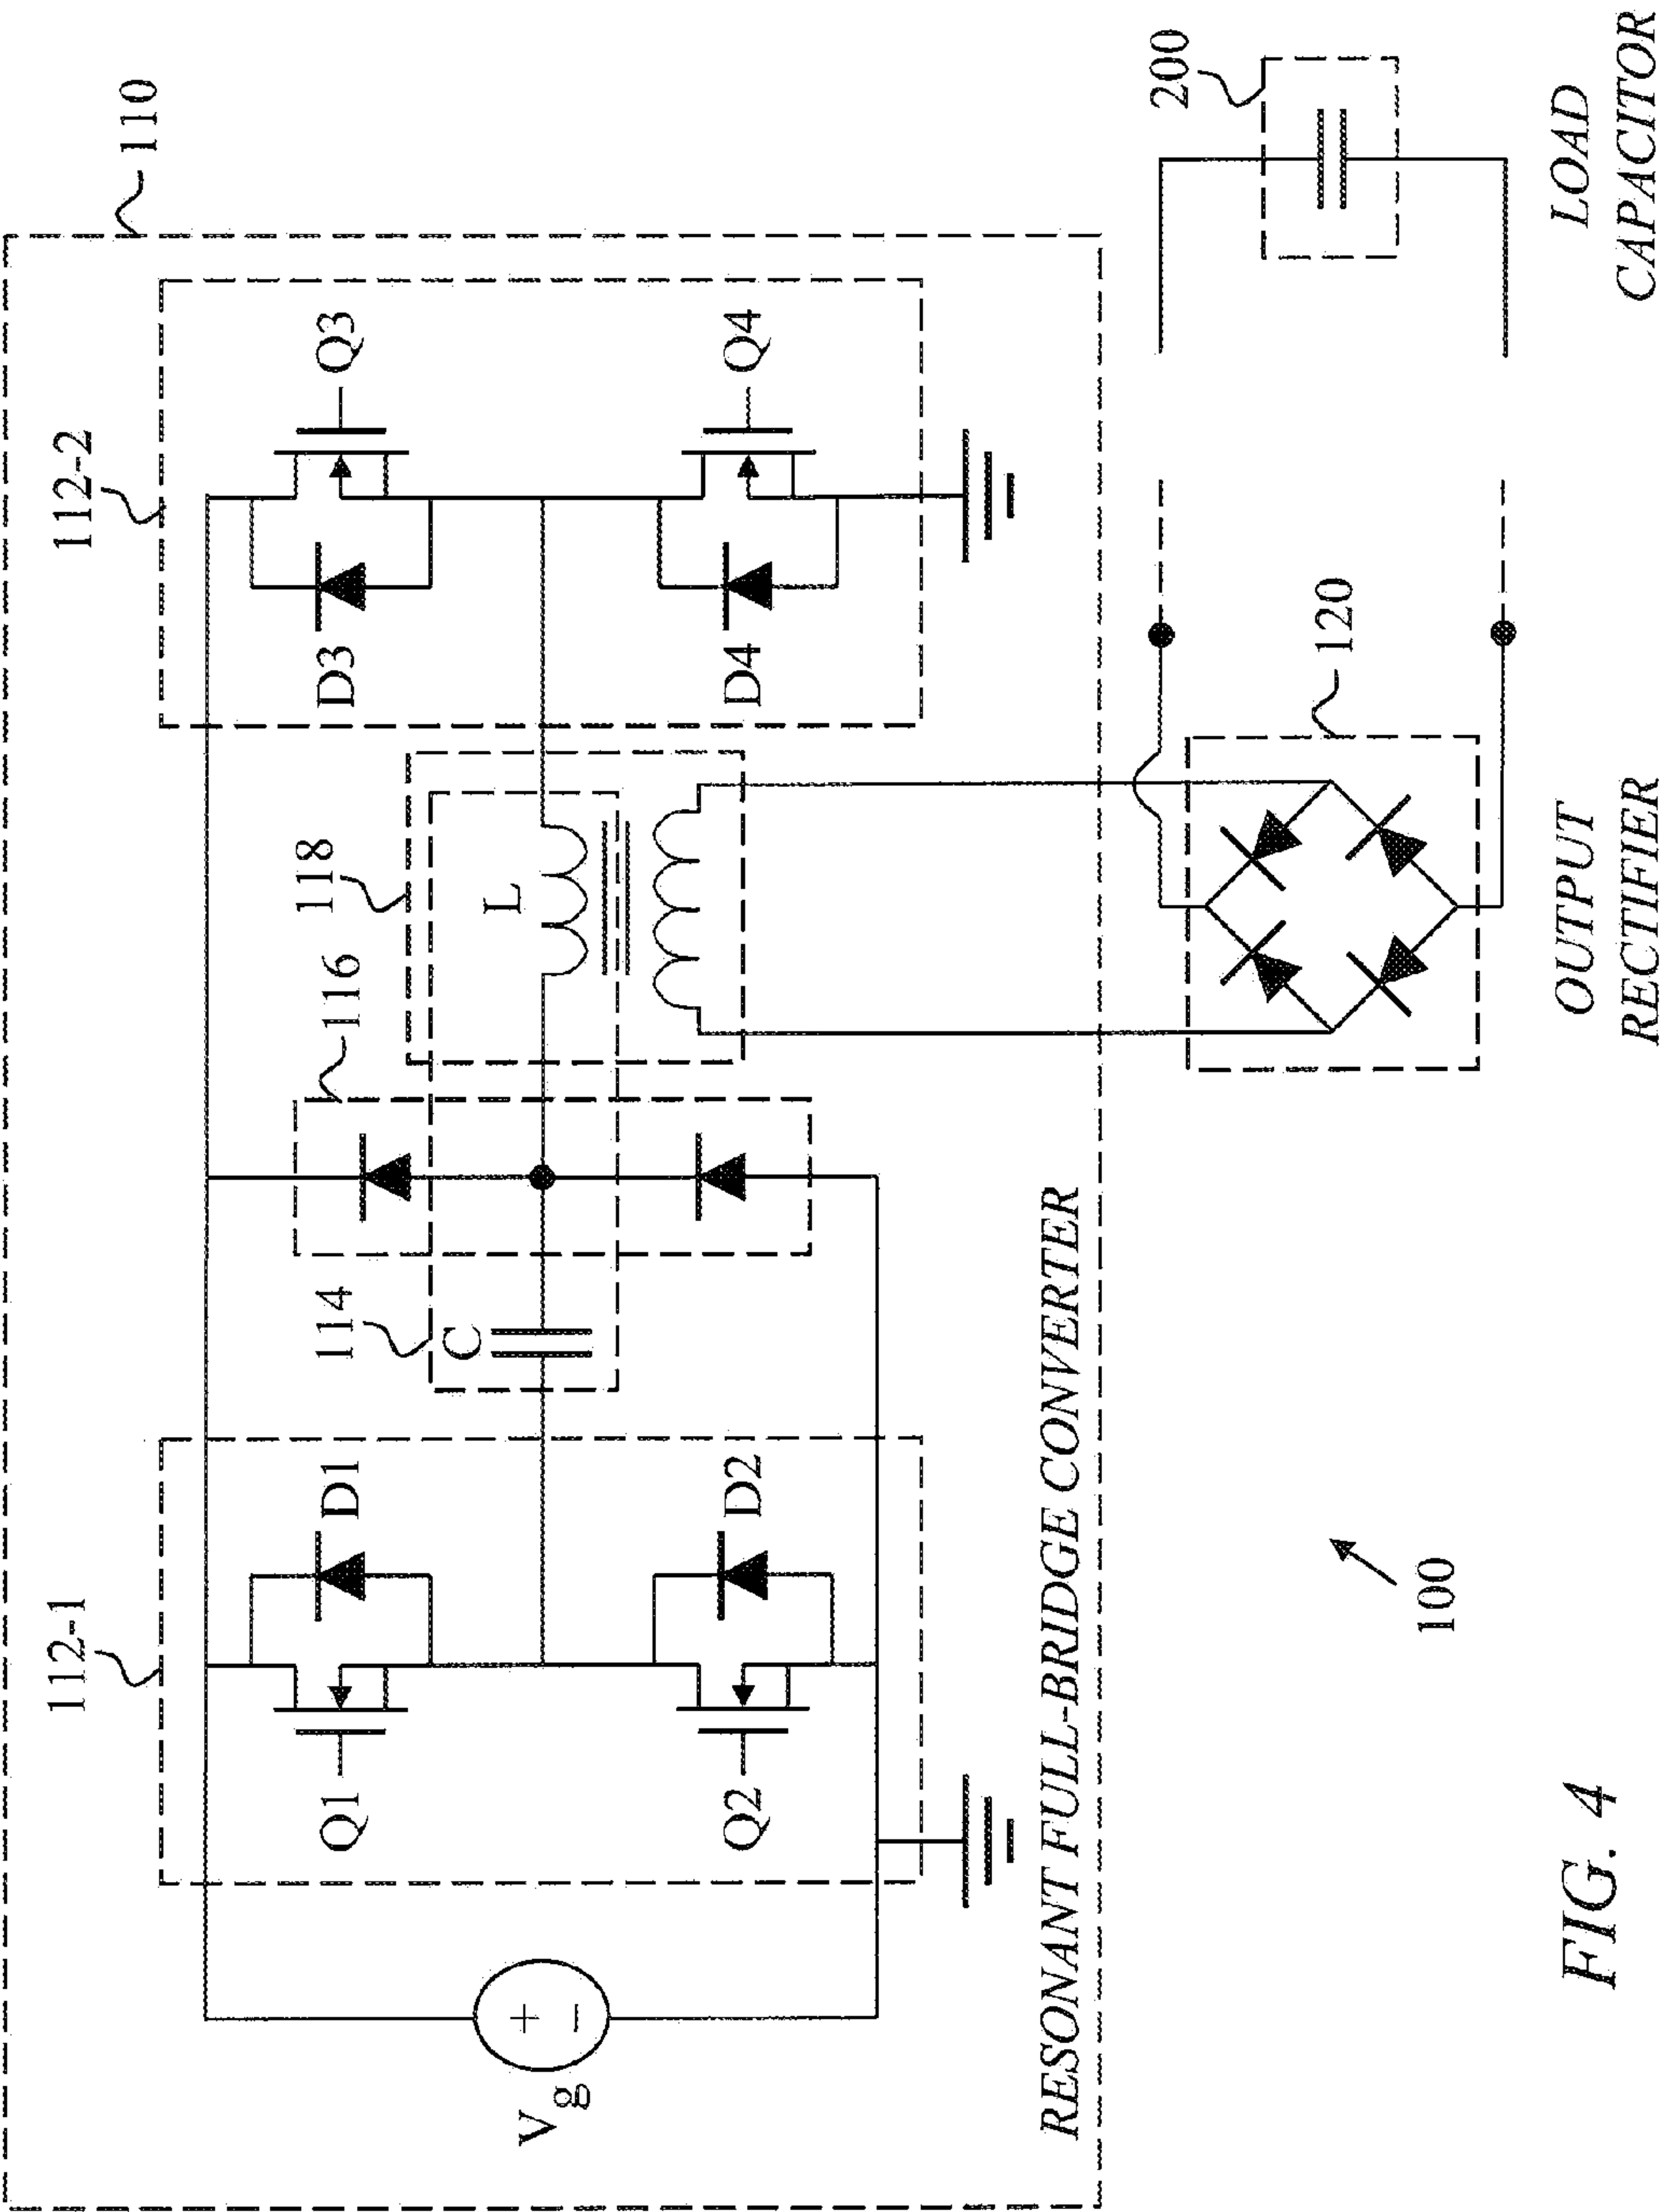 110
112-1
112-2
Q1
D1
D3
Q3
114
116
118
C
L
V g
+
−
Q2
D2
D4
Q4
RESONANT FULL-BRIDGE CONVERTER
200
120
100
FIG. 4
OUTPUT
RECTIFIER
LOAD
CAPACITOR